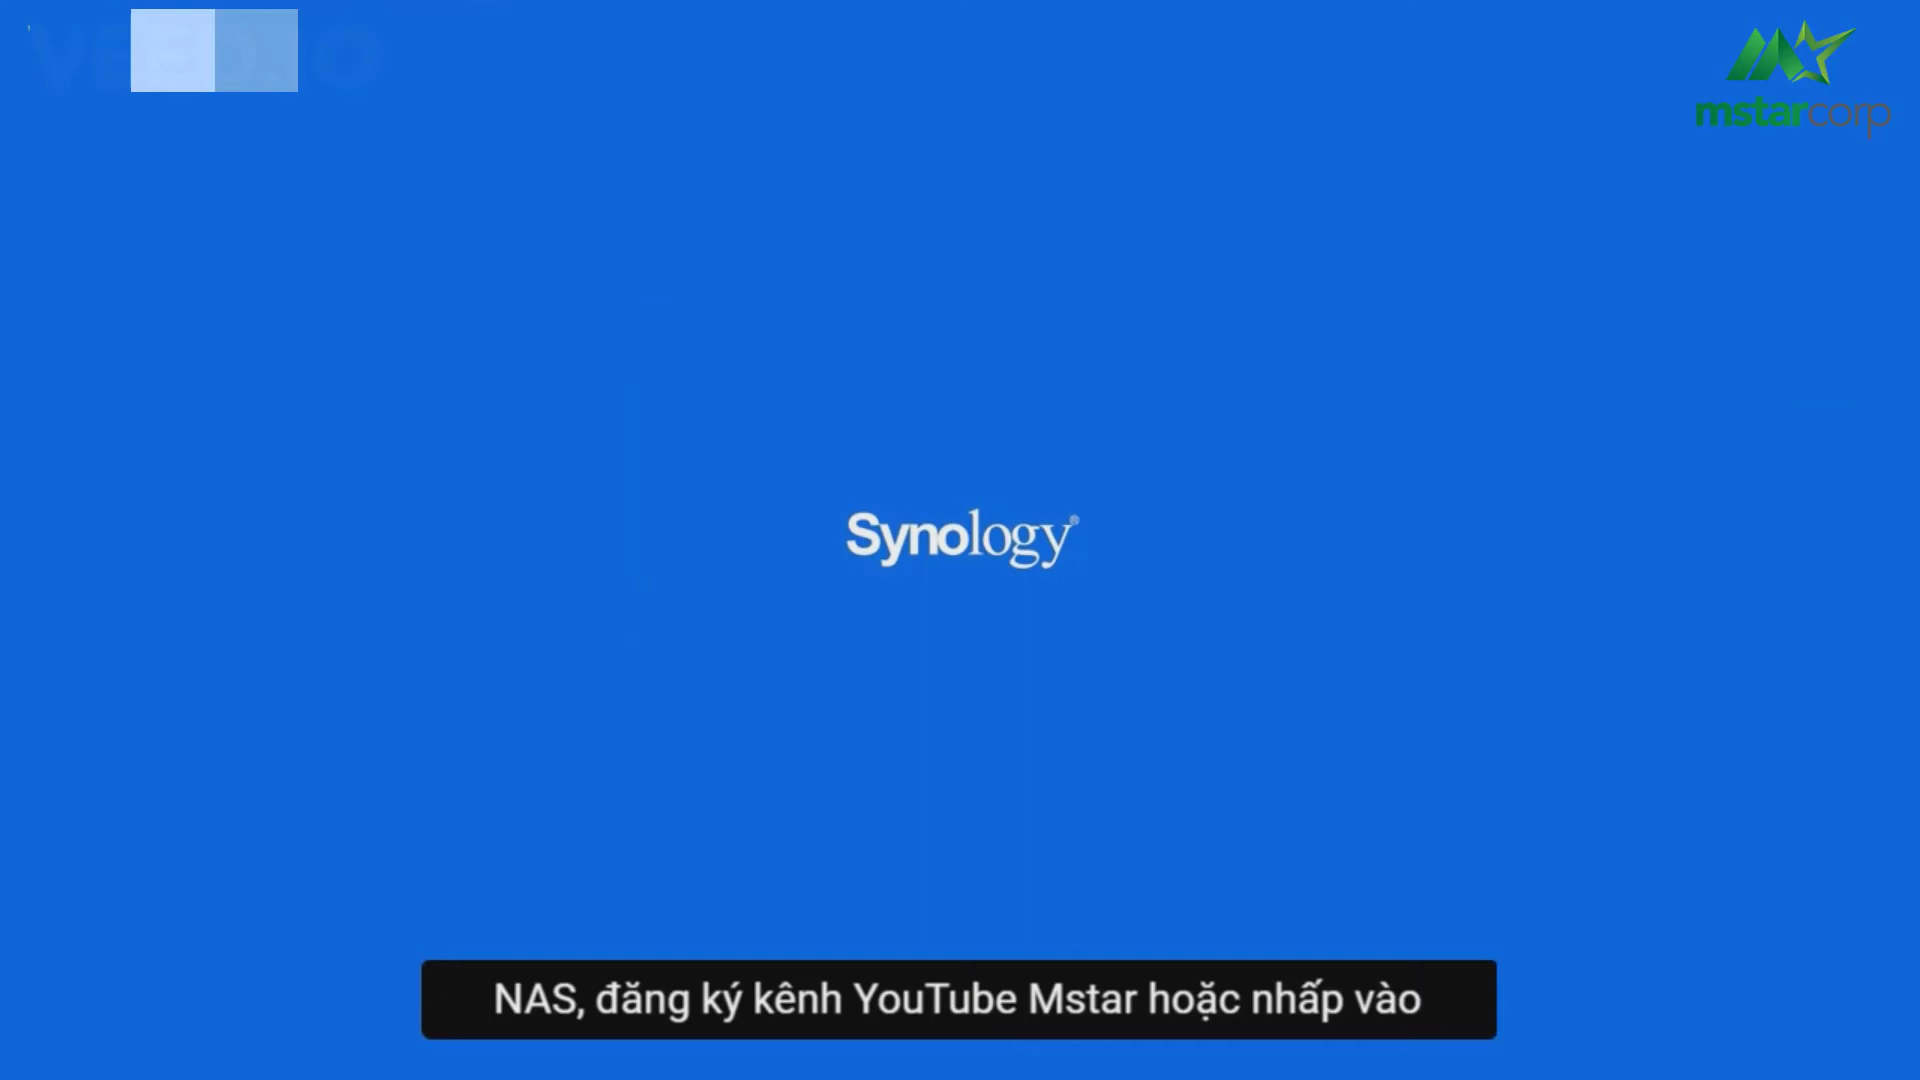 mstarcorp
Synology®
NAS, đăng ký kênh YouTube Mstar hoặc nhấp vào